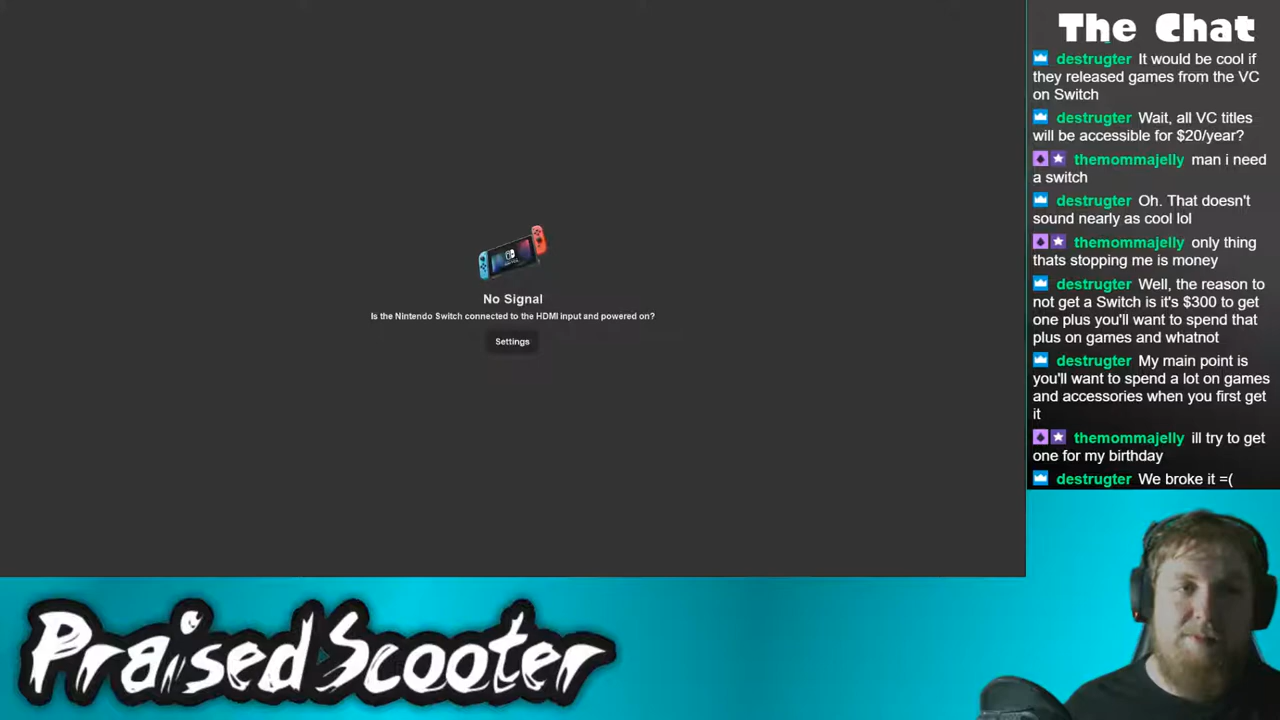 The Chat
destrugter It would be cool if
they released games from the VC
on Switch
destrugter Wait, all VC titles
will be accessible for $20/year?
themommajelly man i need
a switch
destrugter Oh. That doesn't
sound nearly as cool lol
themommajelly only thing
thats stopping me is money
destrugter Well, the reason to
not get a Switch is it's $300 to get
one plus you'll want to spend that
plus on games and whatnot
destrugter My main point is
you'll want to spend a lot on games
and accessories when you first get
it
themommajelly ill try to get
one for my birthday
destrugter We broke it =(
No Signal
Is the Nintendo Switch connected to the HDMI input and powered on?
Settings
PraisedScooter